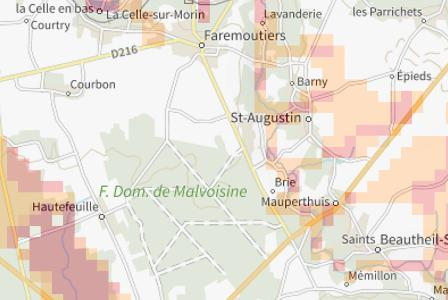 la Celle en bas
La Celle-sur-Morin
Lavanderie
les Parrichets
Courtry
Faremoutiers
D216
Épieds
Barny
Courbon
St-Augustin
F. Dom. de Malvoisine
Brie
Hautefeuille
Mauperthuis
Saints
Beautheil-S
Mémillon
Ma